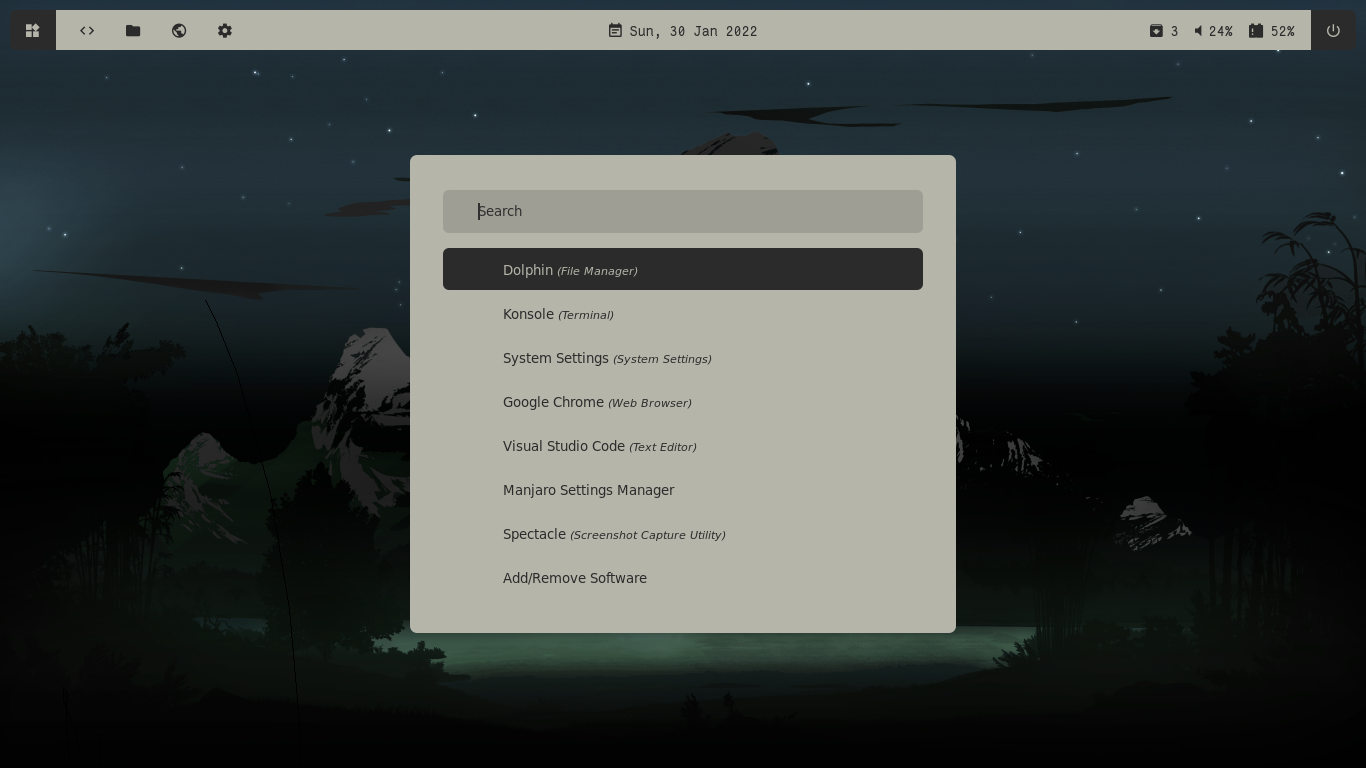 Sun, 30 Jan 2022
3 24% 52%
Search
Dolphin (File Manager)
Konsole (Terminal)
System Settings (System Settings)
Google Chrome (Web Browser)
Visual Studio Code (Text Editor)
Manjaro Settings Manager
Spectacle (Screenshot Capture Utility)
Add/Remove Software